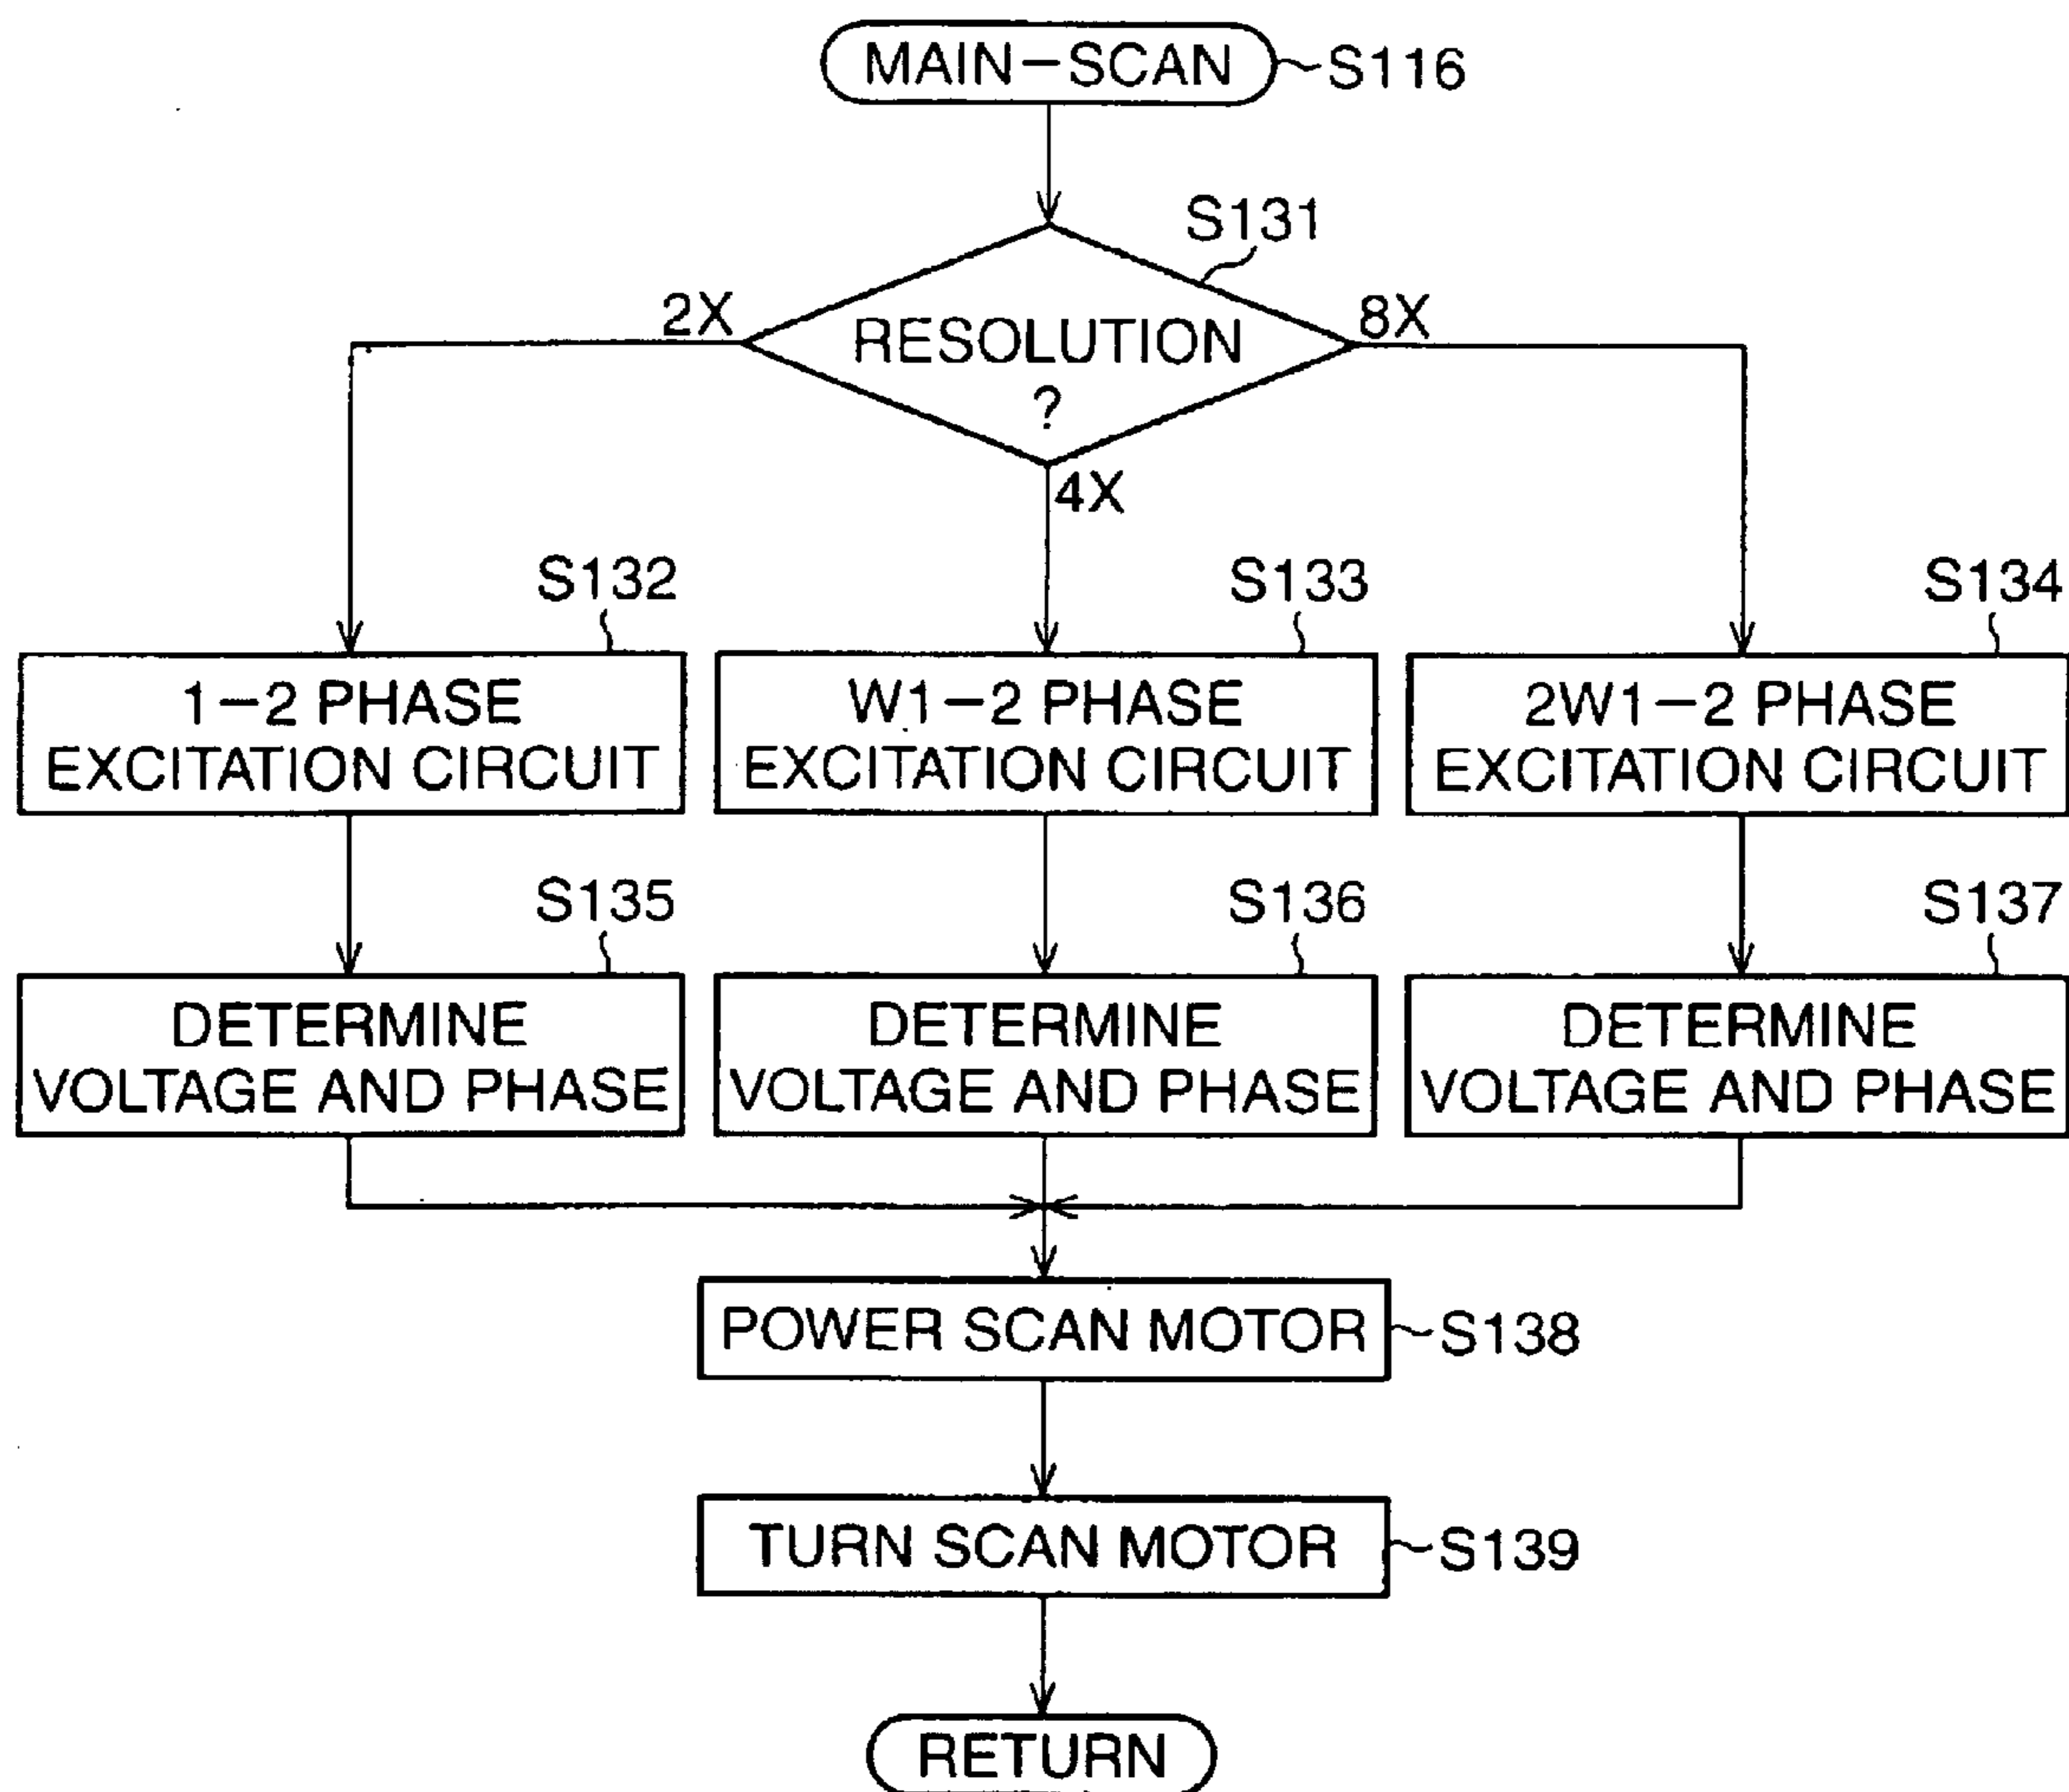 MAIN-SCAN
S116
S131
2X
RESOLUTION
?
8X
4X
S132
S133
S134
1-2 PHASE
EXCITATION CIRCUIT
W1-2 PHASE
EXCITATION CIRCUIT
2W1-2 PHASE
EXCITATION CIRCUIT
S135
S136
S137
DETERMINE
VOLTAGE AND PHASE
DETERMINE
VOLTAGE AND PHASE
DETERMINE
VOLTAGE AND PHASE
POWER SCAN MOTOR
S138
TURN SCAN MOTOR
S139
RETURN